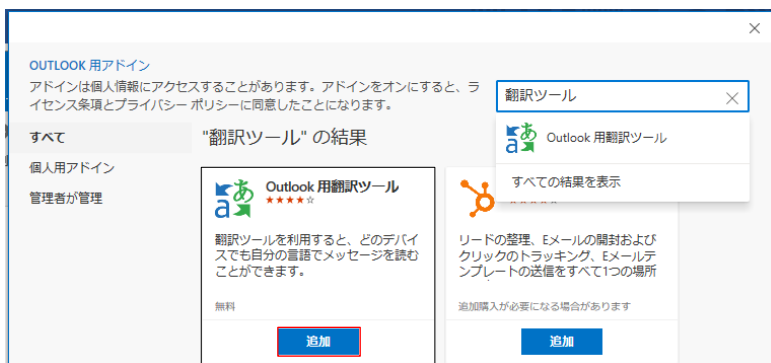 OUTLOOK 用アドイン
アドインは個人情報にアクセスすることがあります。アドインをオンにすると、ラ
イセンス条項とプライバシー ポリシーに同意したことになります。
翻訳ツール
Outlook 用翻訳ツール
すべての結果を表示
すべて
個人用アドイン
管理者が管理
"翻訳ツール" の結果
Outlook 用翻訳ツール
翻訳ツールを利用すると、どのデバイ
スでも自分の言語でメッセージを読む
ことができます。
無料
追加
リードの整理、Eメールの開封および
クリックのトラッキング、Eメールテ
ンプレートの送信をすべて1つの場所
追加購入が必要になる場合があります
追加